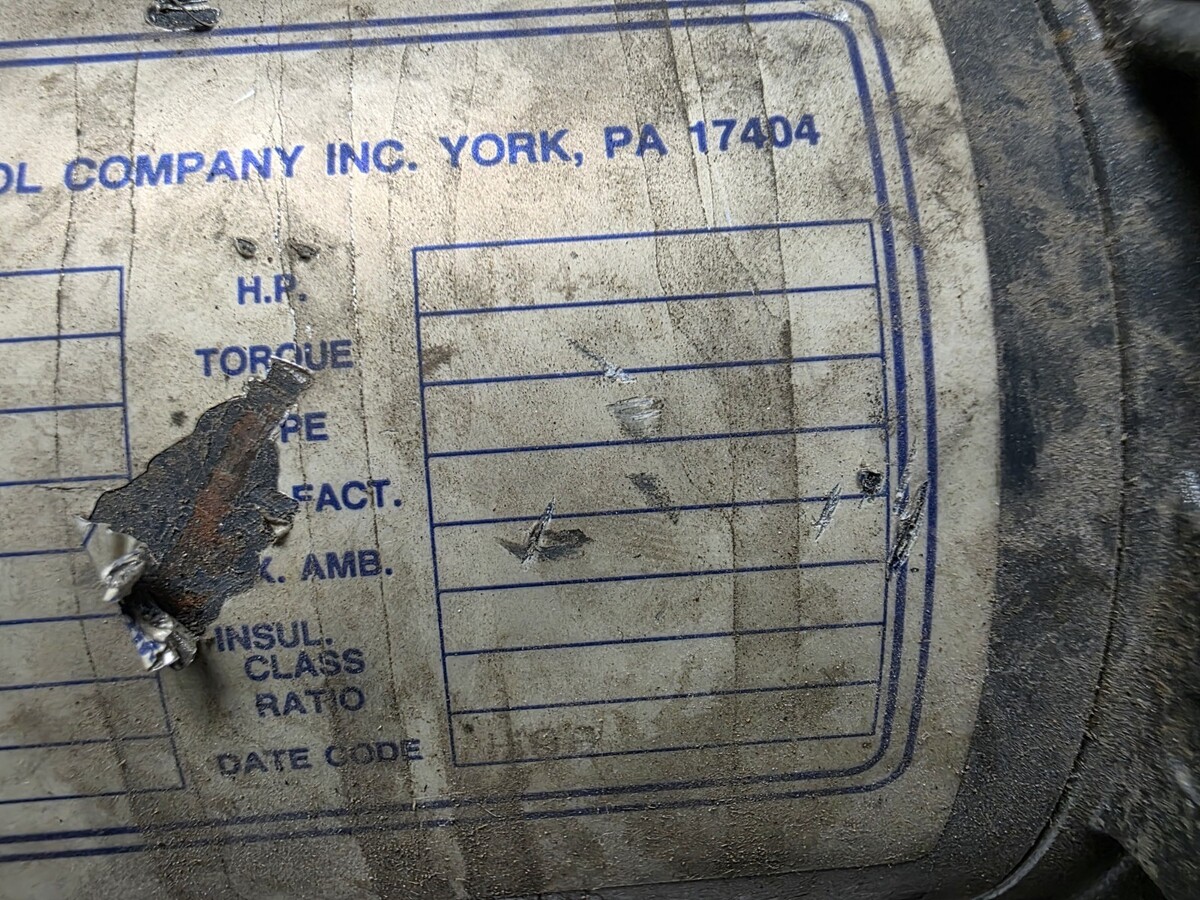 OL COMPANY INC. YORK, PA 17404
H.P.
TORQUE
PE
FACT.
X. AMB.
INSUL.
CLASS
RATIO
DATE CODE